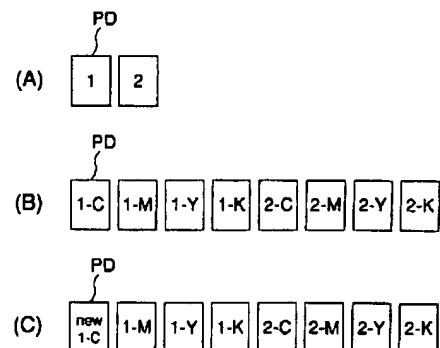 PD
(A) 1 2
PD
(B) 1-C 1-M 1-Y 1-K 2-C 2-M 2-Y 2-K
PD
(C) new 1-C 1-M 1-Y 1-K 2-C 2-M 2-Y 2-K